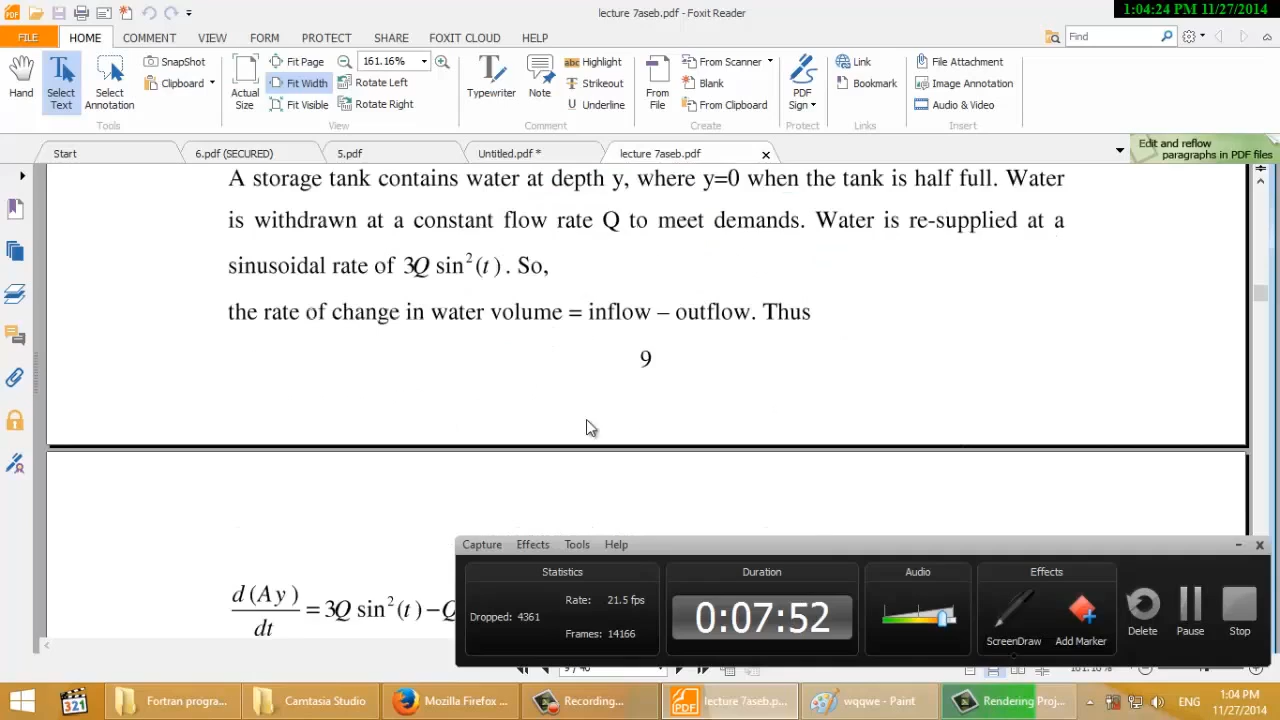 1:04:24 PM 11/27/2014
lecture 7aseb.pdf - Foxit Reader
FILE HOME COMMENT VIEW FORM PROTECT SHARE FOXIT CLOUD HELP Find
Hand Select Text Select Annotation SnapShot Clipboard Actual Size Fit Page Fit Width Fit Visible 161.16% Rotate Left Rotate Right Typewriter Note Highlight Strikeout Underline From File From Scanner Blank From Clipboard PDF Sign Link Bookmark File Attachment Image Annotation Audio & Video
Tools View Comment Create Protect Links Insert
Start 6.pdf (SECURED) 5.pdf Untitled.pdf * lecture 7aseb.pdf x Edit and reflow paragraphs in PDF files
A storage tank contains water at depth y, where y=0 when the tank is half full. Water
is withdrawn at a constant flow rate Q to meet demands. Water is re-supplied at a
sinusoidal rate of 3Q sin²(t). So,
the rate of change in water volume = inflow – outflow. Thus
9
d(Ay)/dt = 3Q sin²(t) – Q
Capture Effects Tools Help
Statistics Duration Audio Effects
Dropped: 4361 Rate: 21.5 fps
Frames: 14166
0:07:52
ScreenDraw Add Marker Delete Pause Stop
9 / 40 161.16%
321 Fortran progra... Camtasia Studio Mozilla Firefox ... Recording... lecture 7aseb.p... wqqwe - Paint Rendering Proj... ENG 1:04 PM
11/27/2014